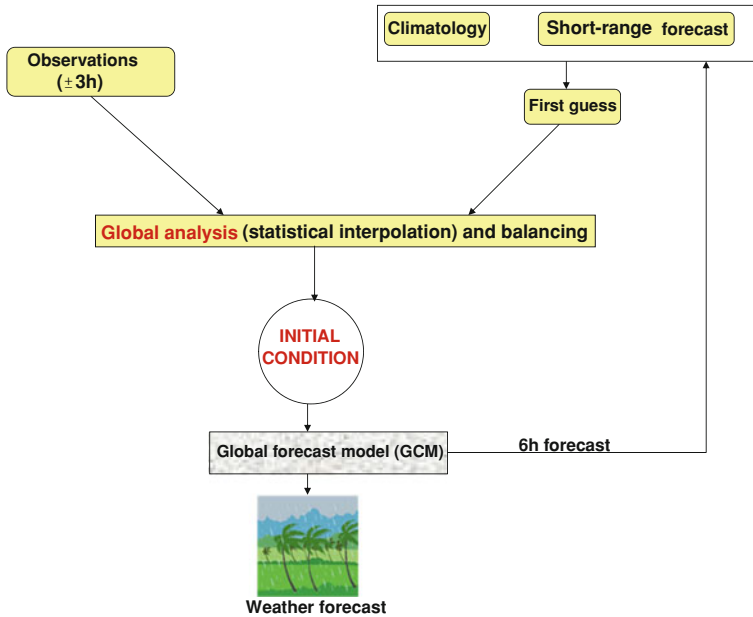 Climatology
Short-range forecast
Observations
(±3h)
First guess
Global analysis (statistical interpolation) and balancing
INITIAL
CONDITION
Global forecast model (GCM)
6h forecast
Weather forecast